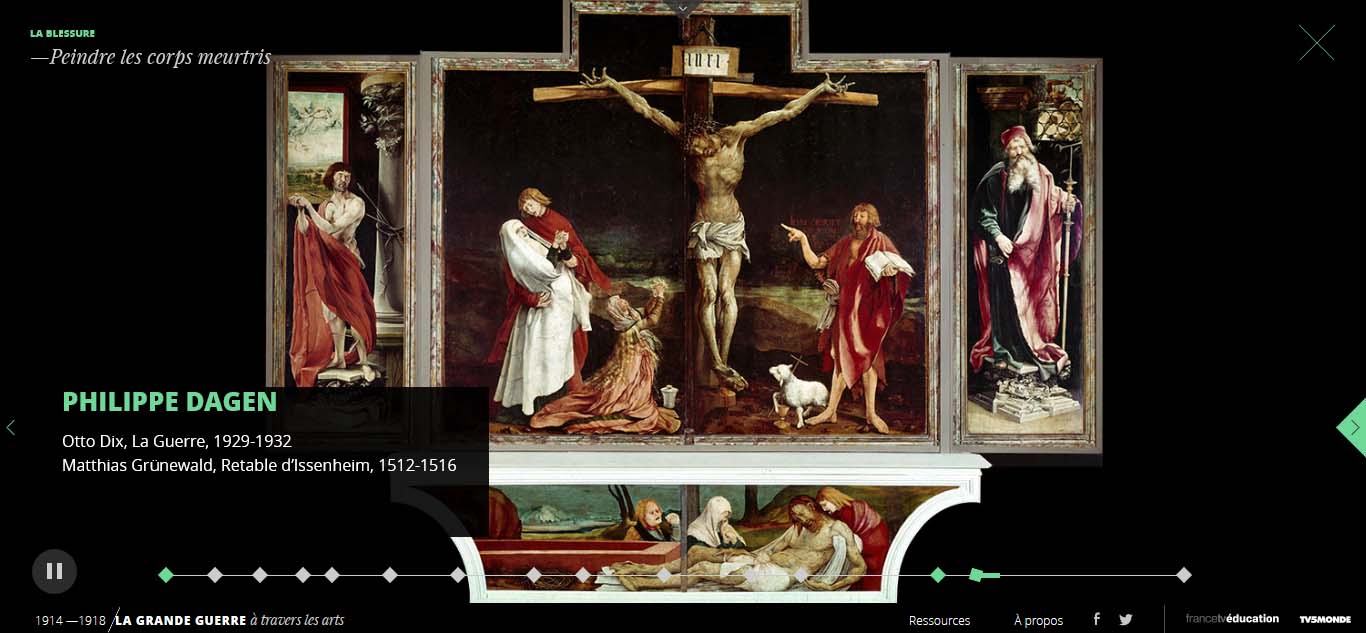 LA BLESSURE
—Peindre les corps meurtris
PHILIPPE DAGEN
Otto Dix, La Guerre, 1929-1932
Matthias Grünewald, Retable d’Issenheim, 1512-1516
1914 —1918 / LA GRANDE GUERRE à travers les arts
Ressources
À propos
francetvéducation
TV5MONDE